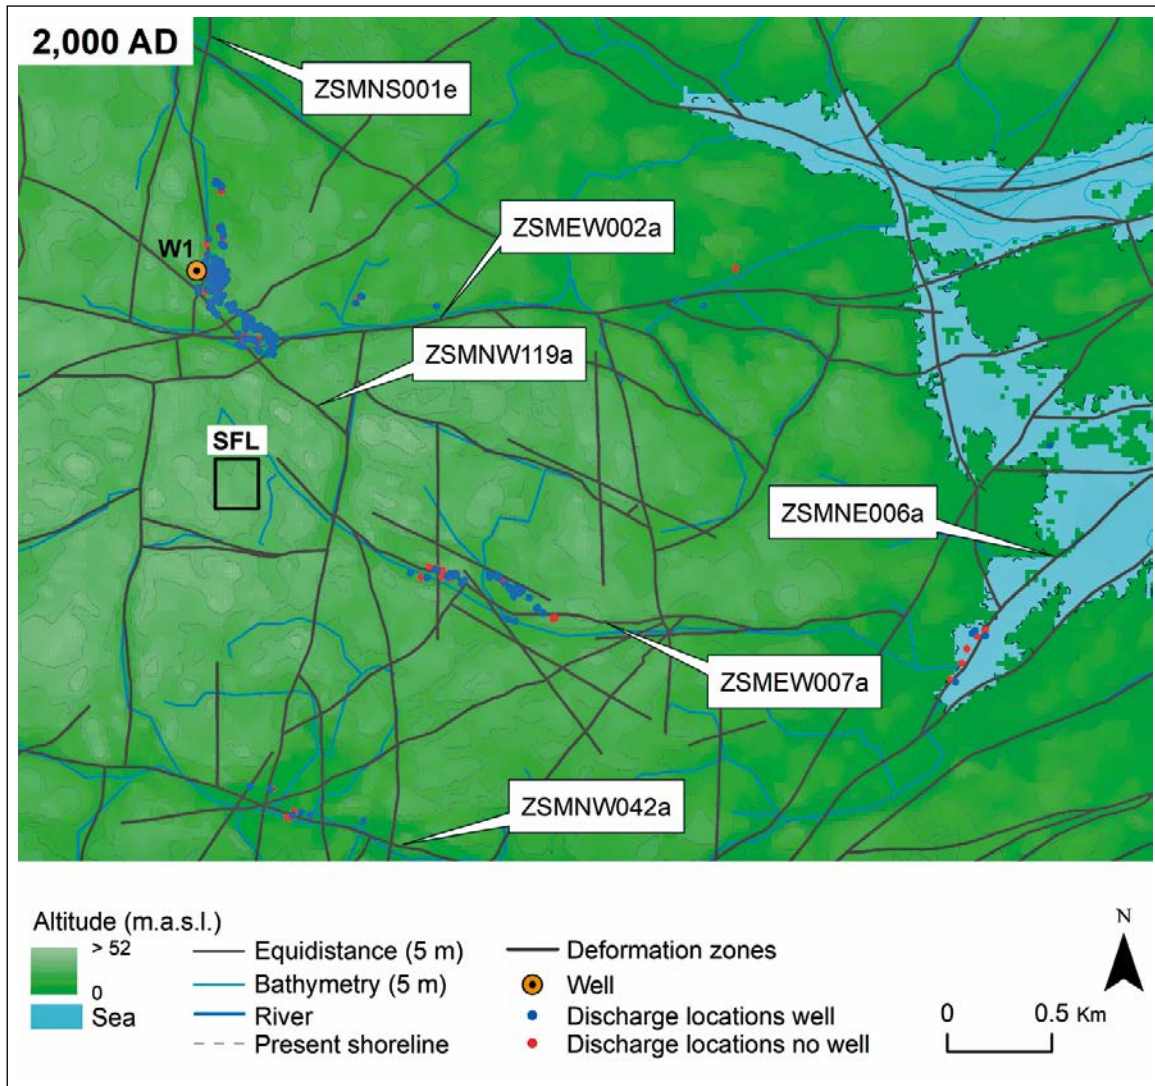 2,000 AD
ZSMNS001e
ZSMEW002a
W1
ZSMNW119a
SFL
ZSMNE006a
ZSMEW007a
ZSMNW042a
Altitude (m.a.s.l.)
> 52
0
Sea
Equidistance (5 m)
Bathymetry (5 m)
River
Present shoreline
Deformation zones
Well
Discharge locations well
Discharge locations no well
N
0 0.5 Km